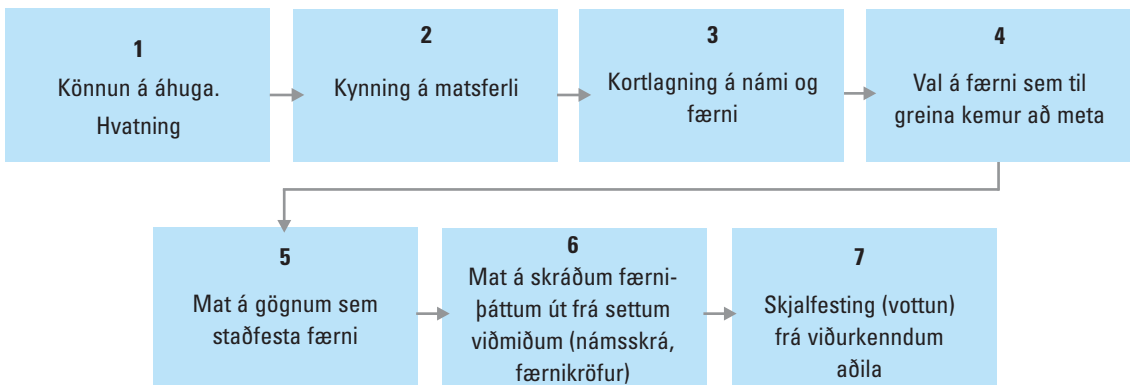 1
Könnun á áhuga.
Hvatning
2
Kynning á matsferli
3
Kortlagning á námi og
færni
4
Val á færni sem til
greina kemur að meta
5
Mat á gögnum sem
staðfesta færni
6
Mat á skráðum færni-
þáttum út frá settum
viðmiðum (námsskrá,
færnikröfur)
7
Skjalfesting (vottun)
frá viðurkenndum
aðila